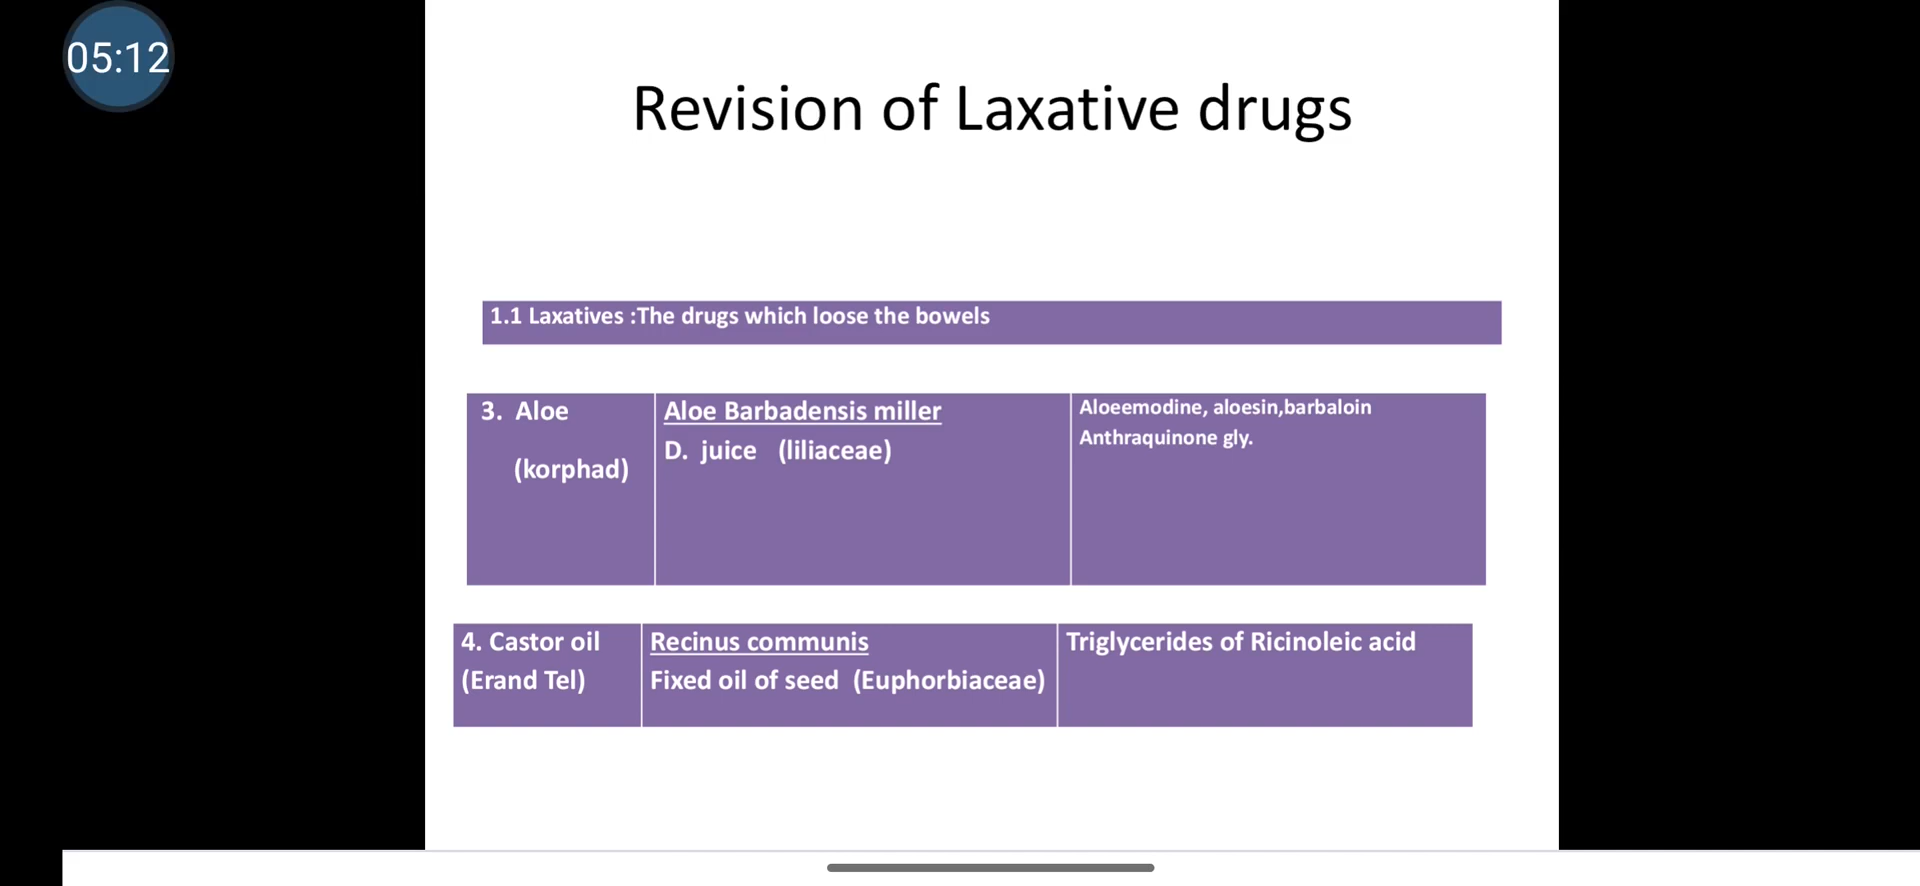 05:12
Revision of Laxative drugs
1.1 Laxatives :The drugs which loose the bowels
3. Aloe
(korphad)
Aloe Barbadensis miller
D. juice (liliaceae)
Aloeemodine, aloesin,barbaloin
Anthraquinone gly.
4. Castor oil
(Erand Tel)
Recinus communis
Fixed oil of seed (Euphorbiaceae)
Triglycerides of Ricinoleic acid